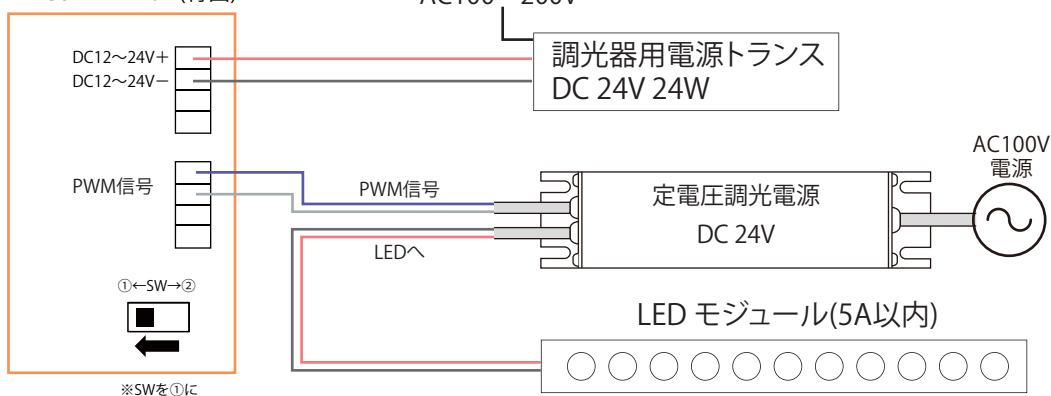 DC12～24V＋
DC12～24V－
調光器用電源トランス
DC 24V 24W
PWM信号
PWM信号
LEDへ
定電圧調光電源
DC 24V
AC100V
電源
①←SW→②
※SWを①に
LED モジュール(5A以内)